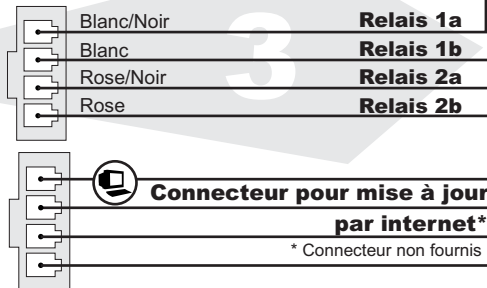 Blanc/Noir Relais 1a
Blanc Relais 1b
Rose/Noir Relais 2a
Rose Relais 2b
3
Connecteur pour mise à jour
par internet*
* Connecteur non fournis